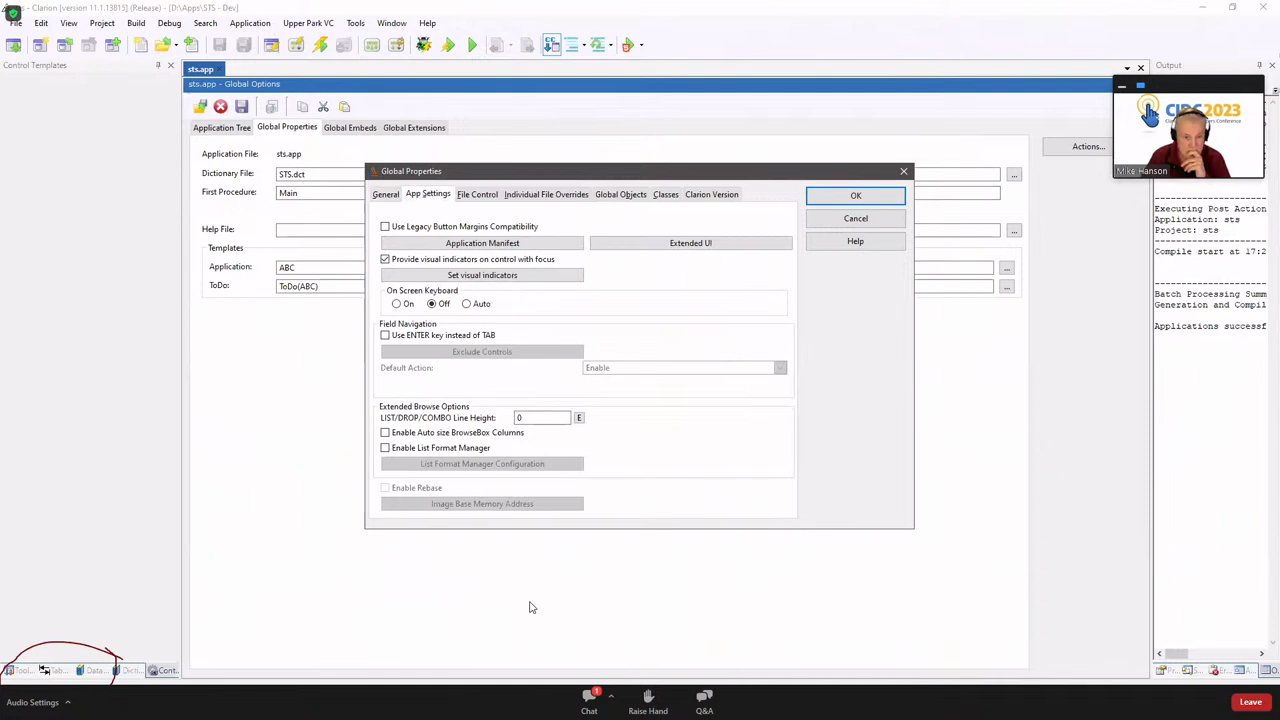 - Clarion (version 11.1.13815) (Release) - [D:\Apps\STS - Dev]
File Edit View Project Build Debug Search Application Upper Park VC Tools Window Help
Control Templates
sts.app
Output
sts.app - Global Options
Application Tree Global Properties Global Embeds Global Extensions
Application File: sts.app
Actions...
Dictionary File: STS.dct ...
First Procedure: Main
Help File: ...
Templates
Application: ABC ...
ToDo: ToDo(ABC) ...
Global Properties
General App Settings File Control Individual File Overrides Global Objects Classes Clarion Version
OK
Cancel
Help
Use Legacy Button Margins Compatibility
Application Manifest Extended UI
Provide visual indicators on control with focus
Set visual indicators
On Screen Keyboard
On Off Auto
Field Navigation
Use ENTER key instead of TAB
Exclude Controls
Default Action: Enable
Extended Browse Options
LIST/DROP/COMBO Line Height: 0 E
Enable Auto size BrowseBox Columns
Enable List Format Manager
List Format Manager Configuration
Enable Rebase
Image Base Memory Address
CIDC2023
Mike Hanson
Executing Post Action
Application: sts
Project: sts
Compile start at 17:2
Batch Processing Summ
Generation and Compil
Applications successf
Tool... Tab... Data... Dicti... Cont...
Pr... S... Er... A... O...
Audio Settings
1
Chat Raise Hand Q&A
Leave